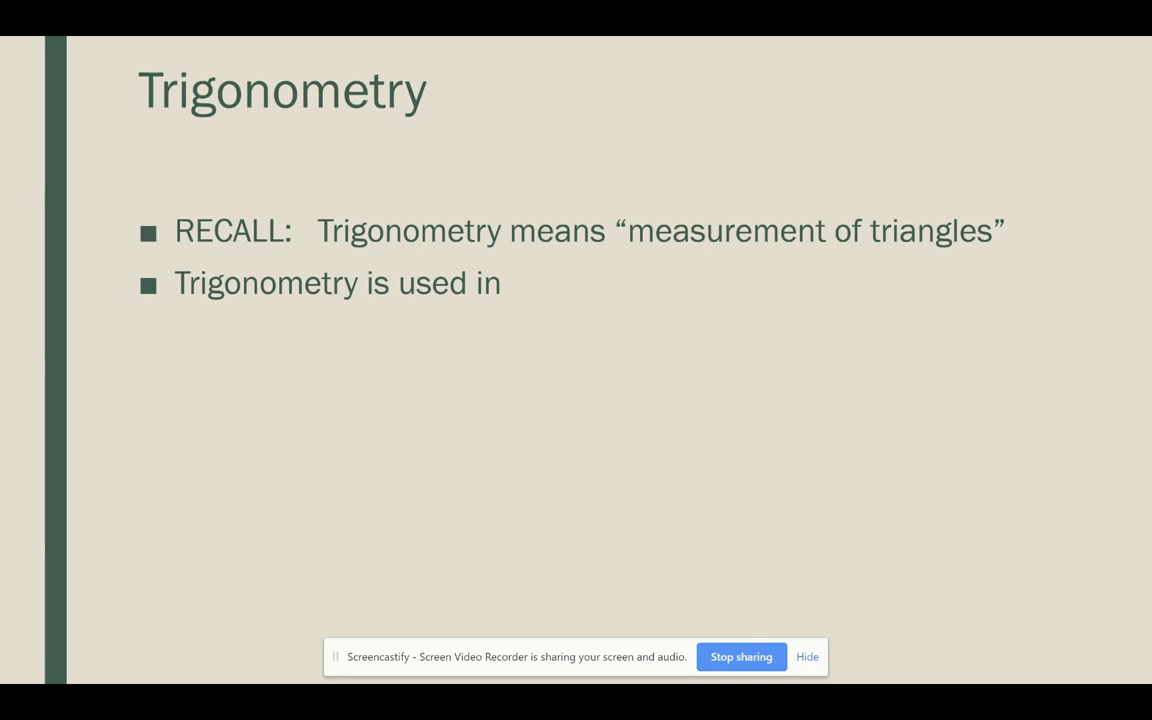 Trigonometry
■ RECALL: Trigonometry means “measurement of triangles”
■ Trigonometry is used in
Screencastify - Screen Video Recorder is sharing your screen and audio. Stop sharing Hide